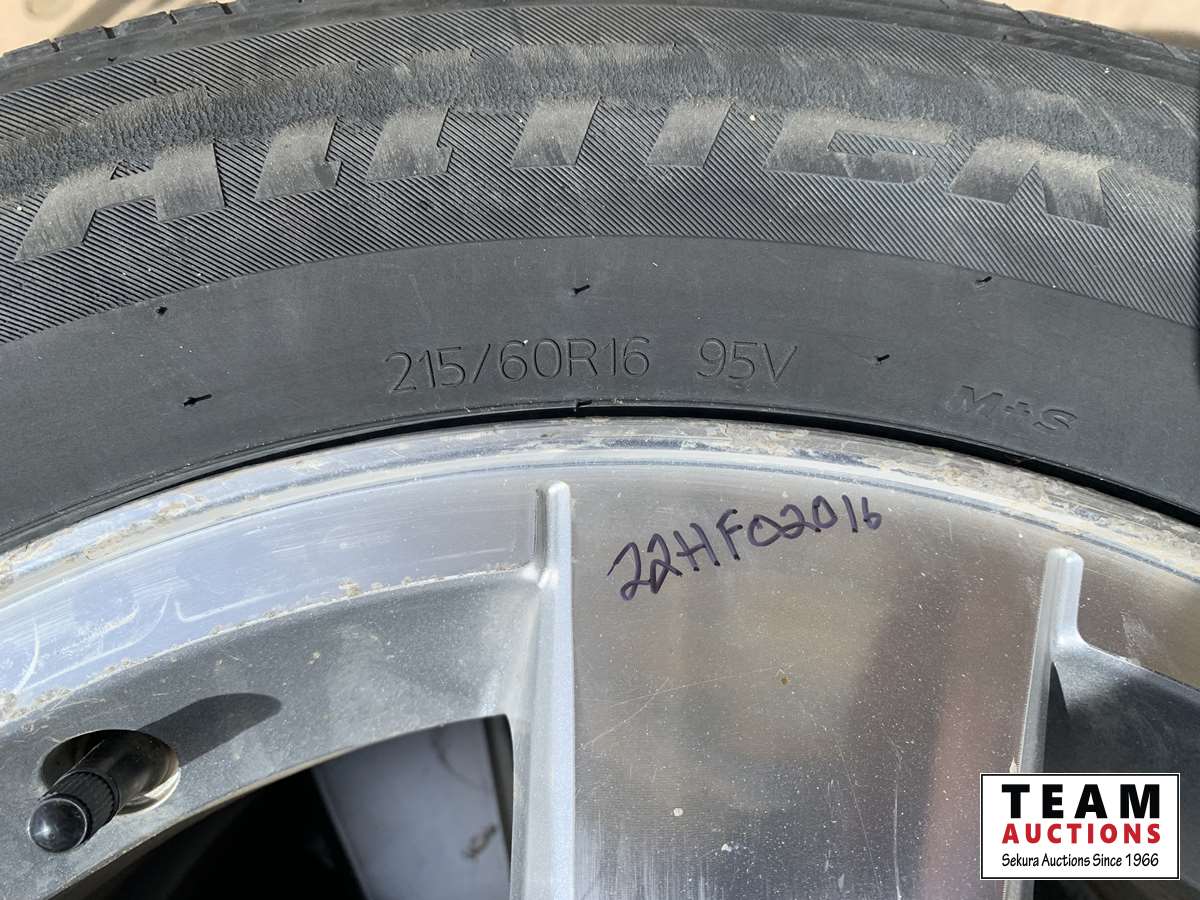 215/60R16 95V
M+S
22HF02016
TEAM
AUCTIONS
Sekura Auctions Since 1966